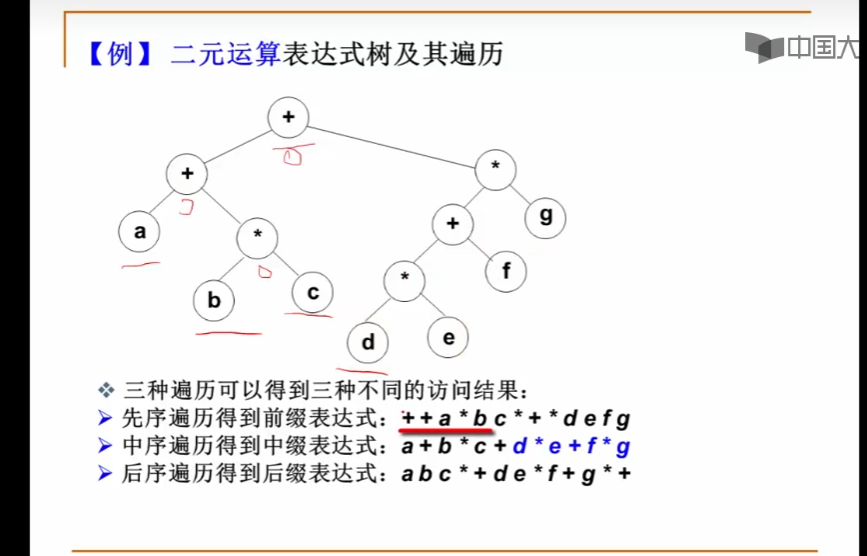 【例】 二元运算表达式树及其遍历
中国大
+
+
*
a
*
+
g
b
c
*
f
d
e
❖ 三种遍历可以得到三种不同的访问结果:
➢ 先序遍历得到前缀表达式: + + a * b c * + * d e f g
➢ 中序遍历得到中缀表达式: a + b * c + d * e + f * g
➢ 后序遍历得到后缀表达式: a b c * + d e * f + g * +